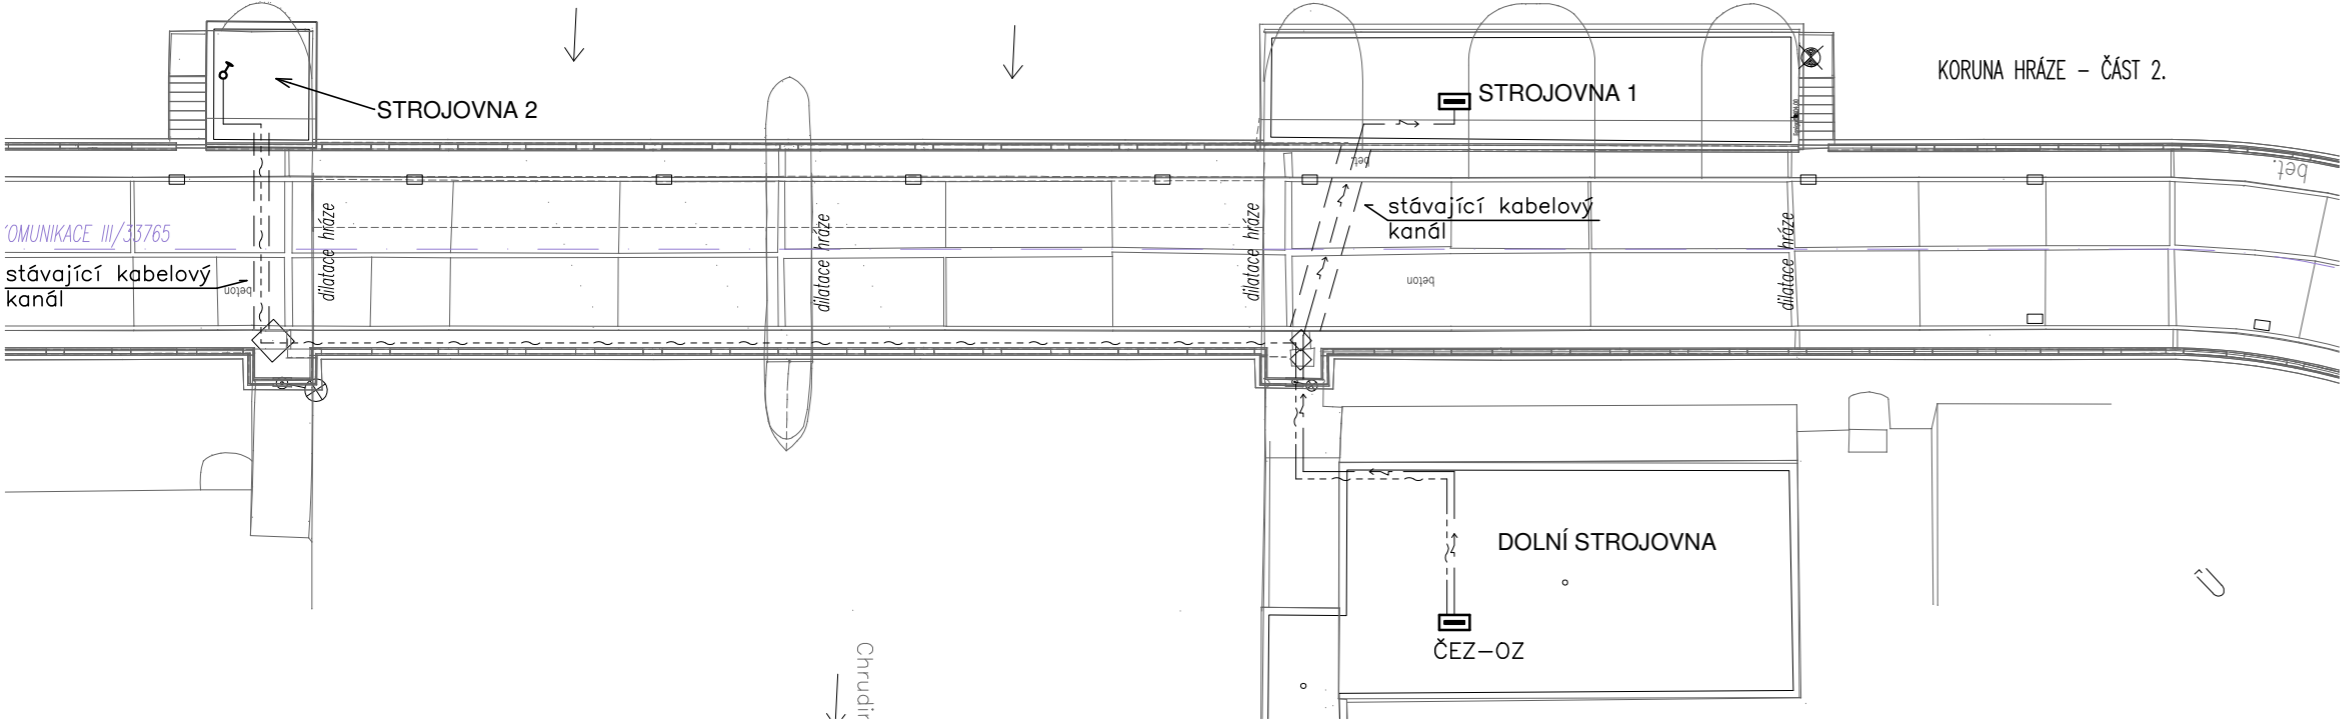 KORUNA HRÁZE – ČÁST 2.
STROJOVNA 2
STROJOVNA 1
bet.
bet.
stávající kabelový
kanál
dilatace hráze
dilatace hráze
dilatace hráze
dilatace hráze
OMUNIKACE III/33765
stávající kabelový
kanál
beton
beton
DOLNÍ STROJOVNA
ČEZ–OZ
Chrudim